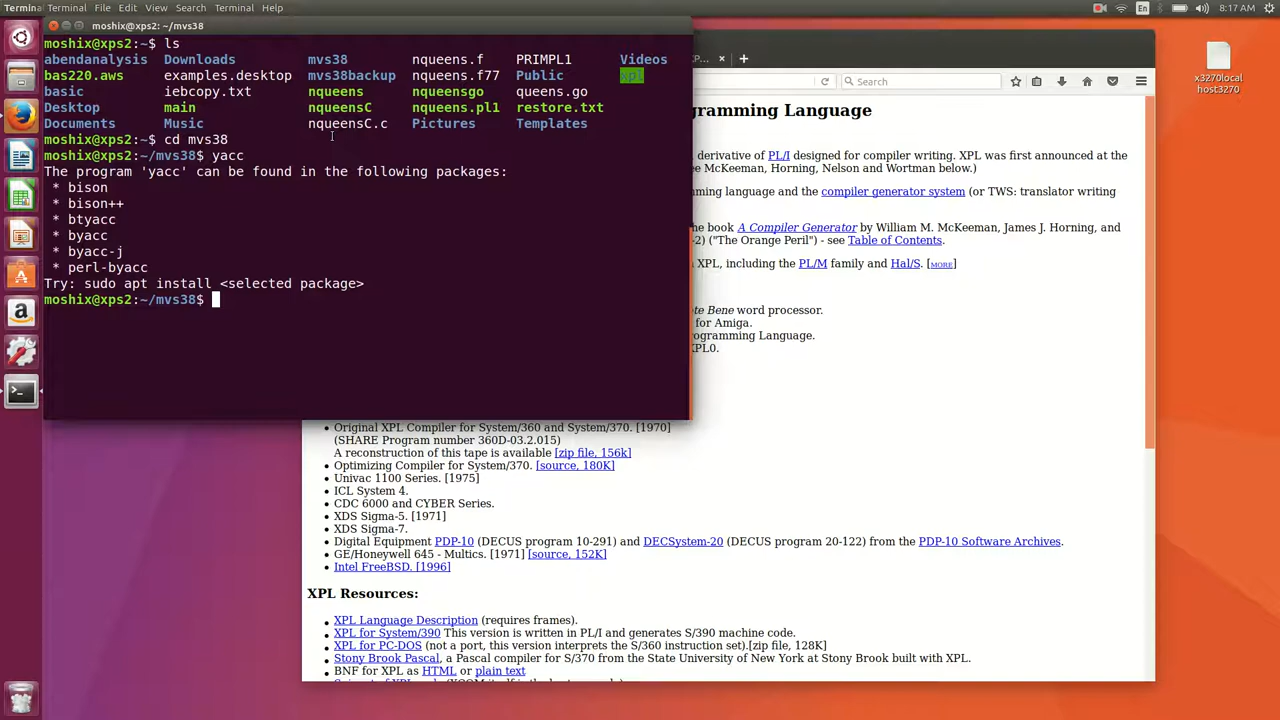 Terminal Terminal File Edit View Search Terminal Help En 8:17 AM
moshix@xps2: ~/mvs38
moshix@xps2:~$ ls
abendanalysis Downloads mvs38 nqueens.f PRIMPL1 Videos
bas220.aws examples.desktop mvs38backup nqueens.f77 Public xpl
basic iebcopy.txt nqueens nqueensgo queens.go
Desktop main nqueensC nqueens.pl1 restore.txt
Documents Music nqueensC.c Pictures Templates
moshix@xps2:~$ cd mvs38
moshix@xps2:~/mvs38$ yacc
The program 'yacc' can be found in the following packages:
* bison
* bison++
* btyacc
* byacc
* byacc-j
* perl-byacc
Try: sudo apt install <selected package>
moshix@xps2:~/mvs38$
P...
Search
x3270local
host3270
gramming Language
derivative of PL/I designed for compiler writing. XPL was first announced at the
ee McKeeman, Horning, Nelson and Wortman below.)
mming language and the compiler generator system (or TWS: translator writing
he book A Compiler Generator by William M. McKeeman, James J. Horning, and
-2) ("The Orange Peril") - see Table of Contents.
XPL, including the PL/M family and Hal/S. [MORE]
ote Bene word processor.
for Amiga.
rogramming Language.
XPL0.
Original XPL Compiler for System/360 and System/370. [1970]
(SHARE Program number 360D-03.2.015)
A reconstruction of this tape is available [zip file, 156k]
Optimizing Compiler for System/370. [source, 180K]
Univac 1100 Series. [1975]
ICL System 4.
CDC 6000 and CYBER Series.
XDS Sigma-5. [1971]
XDS Sigma-7.
Digital Equipment PDP-10 (DECUS program 10-291) and DECSystem-20 (DECUS program 20-122) from the PDP-10 Software Archives.
GE/Honeywell 645 - Multics. [1971] [source, 152K]
Intel FreeBSD. [1996]
XPL Resources:
XPL Language Description (requires frames).
XPL for System/390 This version is written in PL/I and generates S/390 machine code.
XPL for PC-DOS (not a port, this version interprets the S/360 instruction set).[zip file, 128K]
Stony Brook Pascal, a Pascal compiler for S/370 from the State University of New York at Stony Brook built with XPL.
BNF for XPL as HTML or plain text